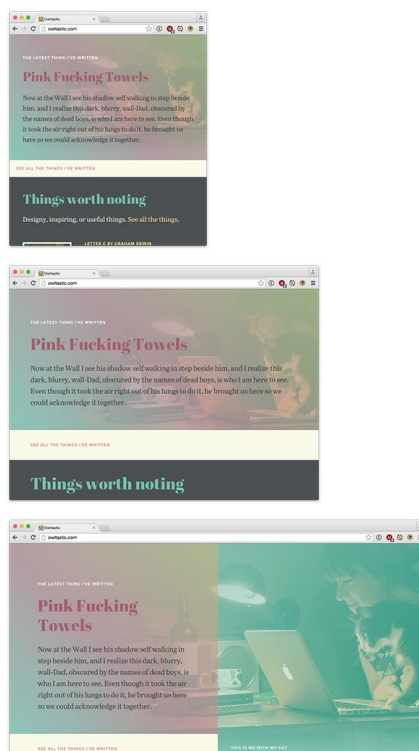 Owltastic
owltastic.com
THE LATEST THING I'VE WRITTEN
Pink Fucking Towels
Now at the Wall I see his shadow self walking in step beside
him, and I realize this dark, blurry, wall-Dad, obscured by
the names of dead boys, is who I am here to see. Even though
it took the air right out of his lungs to do it, he brought us
here so we could acknowledge it together.
SEE ALL THE THINGS I'VE WRITTEN
Things worth noting
Designy, inspiring, or useful things. See all the things.
LETTER C BY GRAHAM ERWIN
Owltastic
owltastic.com
THE LATEST THING I'VE WRITTEN
Pink Fucking Towels
Now at the Wall I see his shadow self walking in step beside him, and I realize this
dark, blurry, wall-Dad, obscured by the names of dead boys, is who I am here to see.
Even though it took the air right out of his lungs to do it, he brought us here so we
could acknowledge it together.
SEE ALL THE THINGS I'VE WRITTEN
Things worth noting
Owltastic
owltastic.com
THE LATEST THING I'VE WRITTEN
Pink Fucking
Towels
Now at the Wall I see his shadow self walking in
step beside him, and I realize this dark, blurry,
wall-Dad, obscured by the names of dead boys, is
who I am here to see. Even though it took the air
right out of his lungs to do it, he brought us here
so we could acknowledge it together.
SEE ALL THE THINGS I'VE WRITTEN
THIS IS ME WITH MY CAT